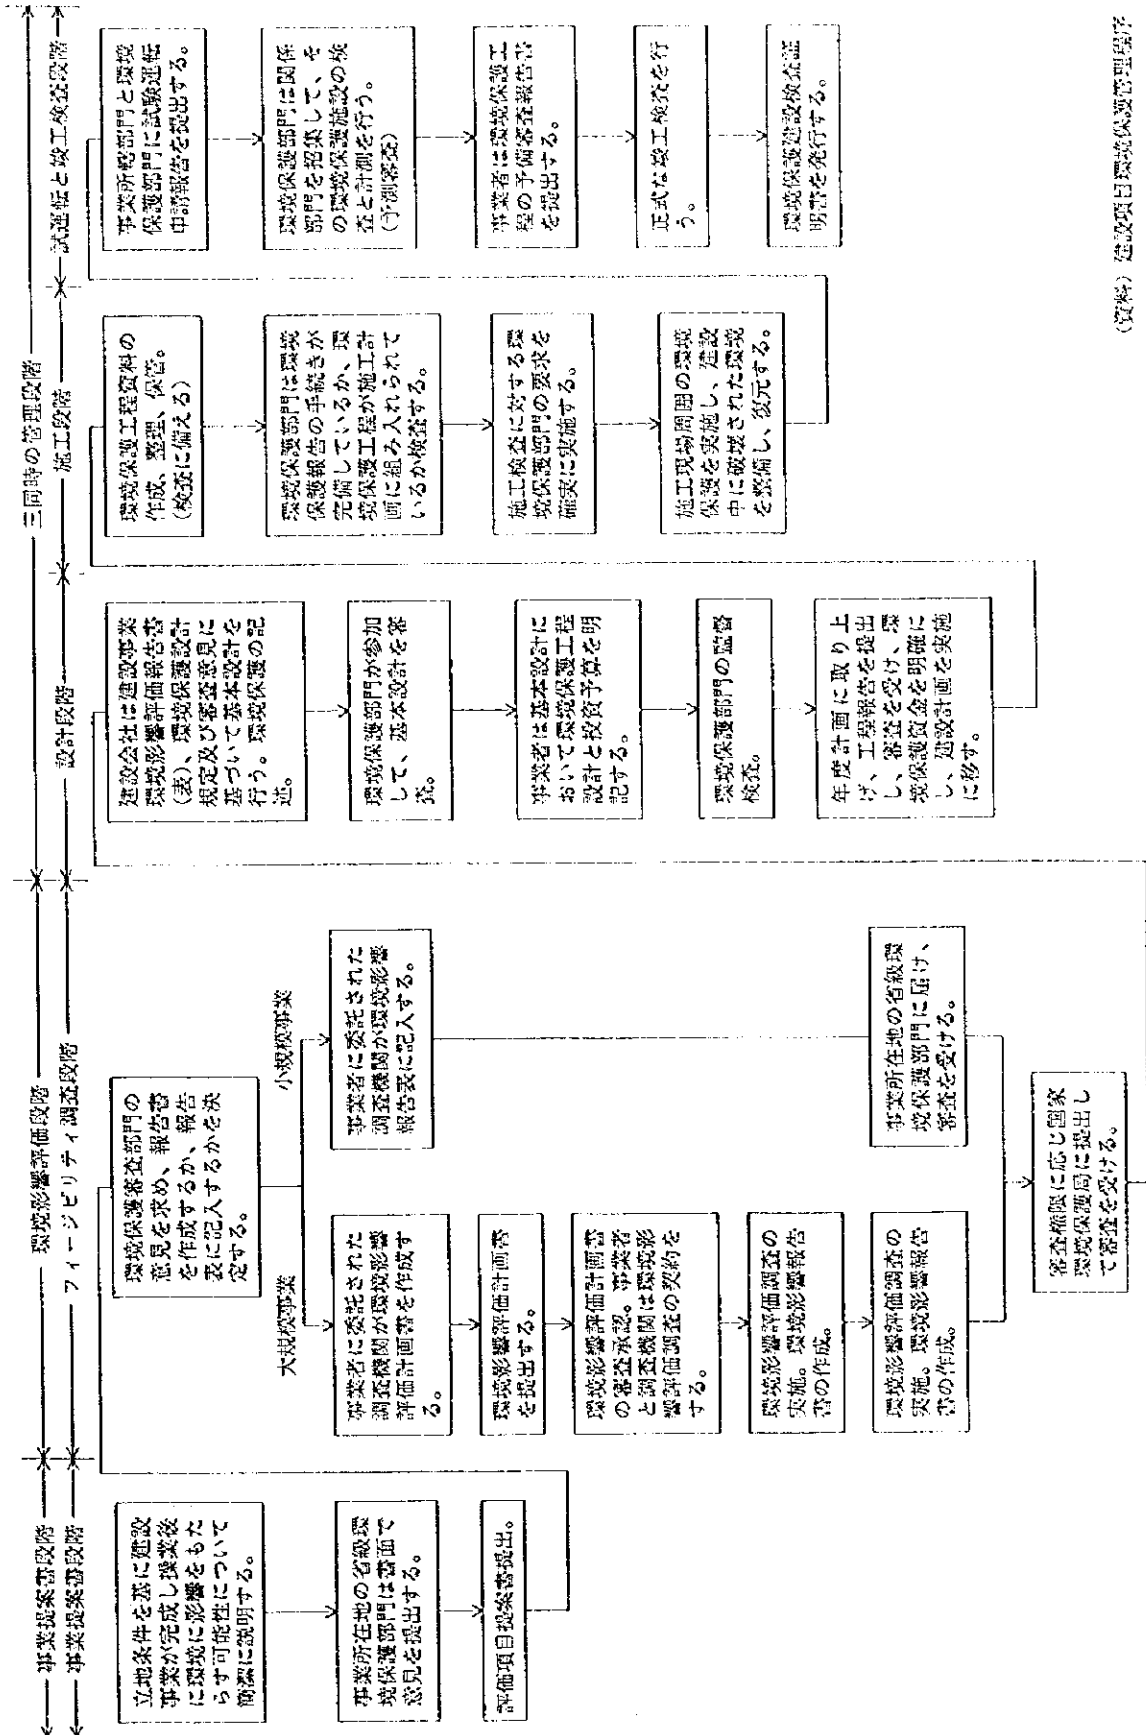 事業提案書段階
環境影響評価段階
三同時の管理段階
事業提案書段階
フィージビリティ調査段階
設計段階
施工段階
試運転と竣工検査段階
立地条件を基に建設
事業が完成し操業後
に環境に影響をもた
らす可能性について
簡潔に説明する。
事業所在地の省級環
境保護部門は書面で
意見を提出する。
評価項目提案書提出。
環境保護審査部門の
意見を求め、報告書
を作成するか、報告
表に記入するかを決
定する。
大規模事業
小規模事業
事業者に委託された
調査機関が環境影響
評価計画書を作成す
る。
環境影響評価計画書
を提出する。
環境影響評価計画書
の審査承認。事業者
と調査機関は環境影
響評価調査の契約を
する。
環境影響評価調査の
実施。環境影響報告
書の作成。
環境影響評価調査の
実施。環境影響報告
書の作成。
事業者に委託された
調査機関が環境影響
報告表に記入する。
事業所在地の省級環
境保護部門に届け、
審査を受ける。
審査権限に応じ国家
環境保護局に提出し
て審査を受ける。
建設会社は建設事業
環境影響評価報告書
(表)、環境保護設計
規定及び審査意見に
基づいて基本設計を
行う。環境保護の記
述。
環境保護部門が参加
して、基本設計を審
査。
事業者は基本設計に
おいて環境保護工程
設計と投資予算を明
記する。
環境保護部門の監督
検査。
年度計画に取り上
げ、工程報告を提出
し、審査を受け、環
境保護資金を明確に
し、建設計画を実施
に移す。
環境保護工程資料の
作成、整理、保管。
(検査に備える)
環境保護部門は環境
保護報告の手続きが
完備しているか、環
境保護工程が施工計
画に組み入れられて
いるか検査する。
施工検査に対する環
境保護部門の要求を
確実に実施する。
施工現場周囲の環境
保護を実施し、建設
中に破壊された環境
を整備し、復元する。
事業所轄部門と環境
保護部門に試験運転
申請報告を提出する。
環境保護部門は関係
部門を招集して、そ
の環境保護施設の検
査と計測を行う。
(予測審査)
事業者は環境保護工
程の予備審査報告書
を提出する。
正式な竣工検査を行
う。
環境保護建設検査証
明書を発行する。
(資料) 建設項目環境保護管理程序